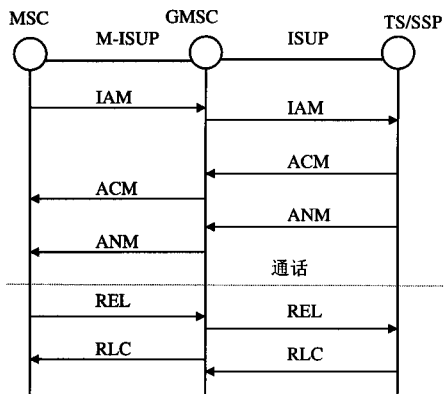 MSC GMSC TS/SSP
M-ISUP ISUP
IAM
IAM
ACM
ACM
ANM
ANM
通话
REL
REL
RLC
RLC